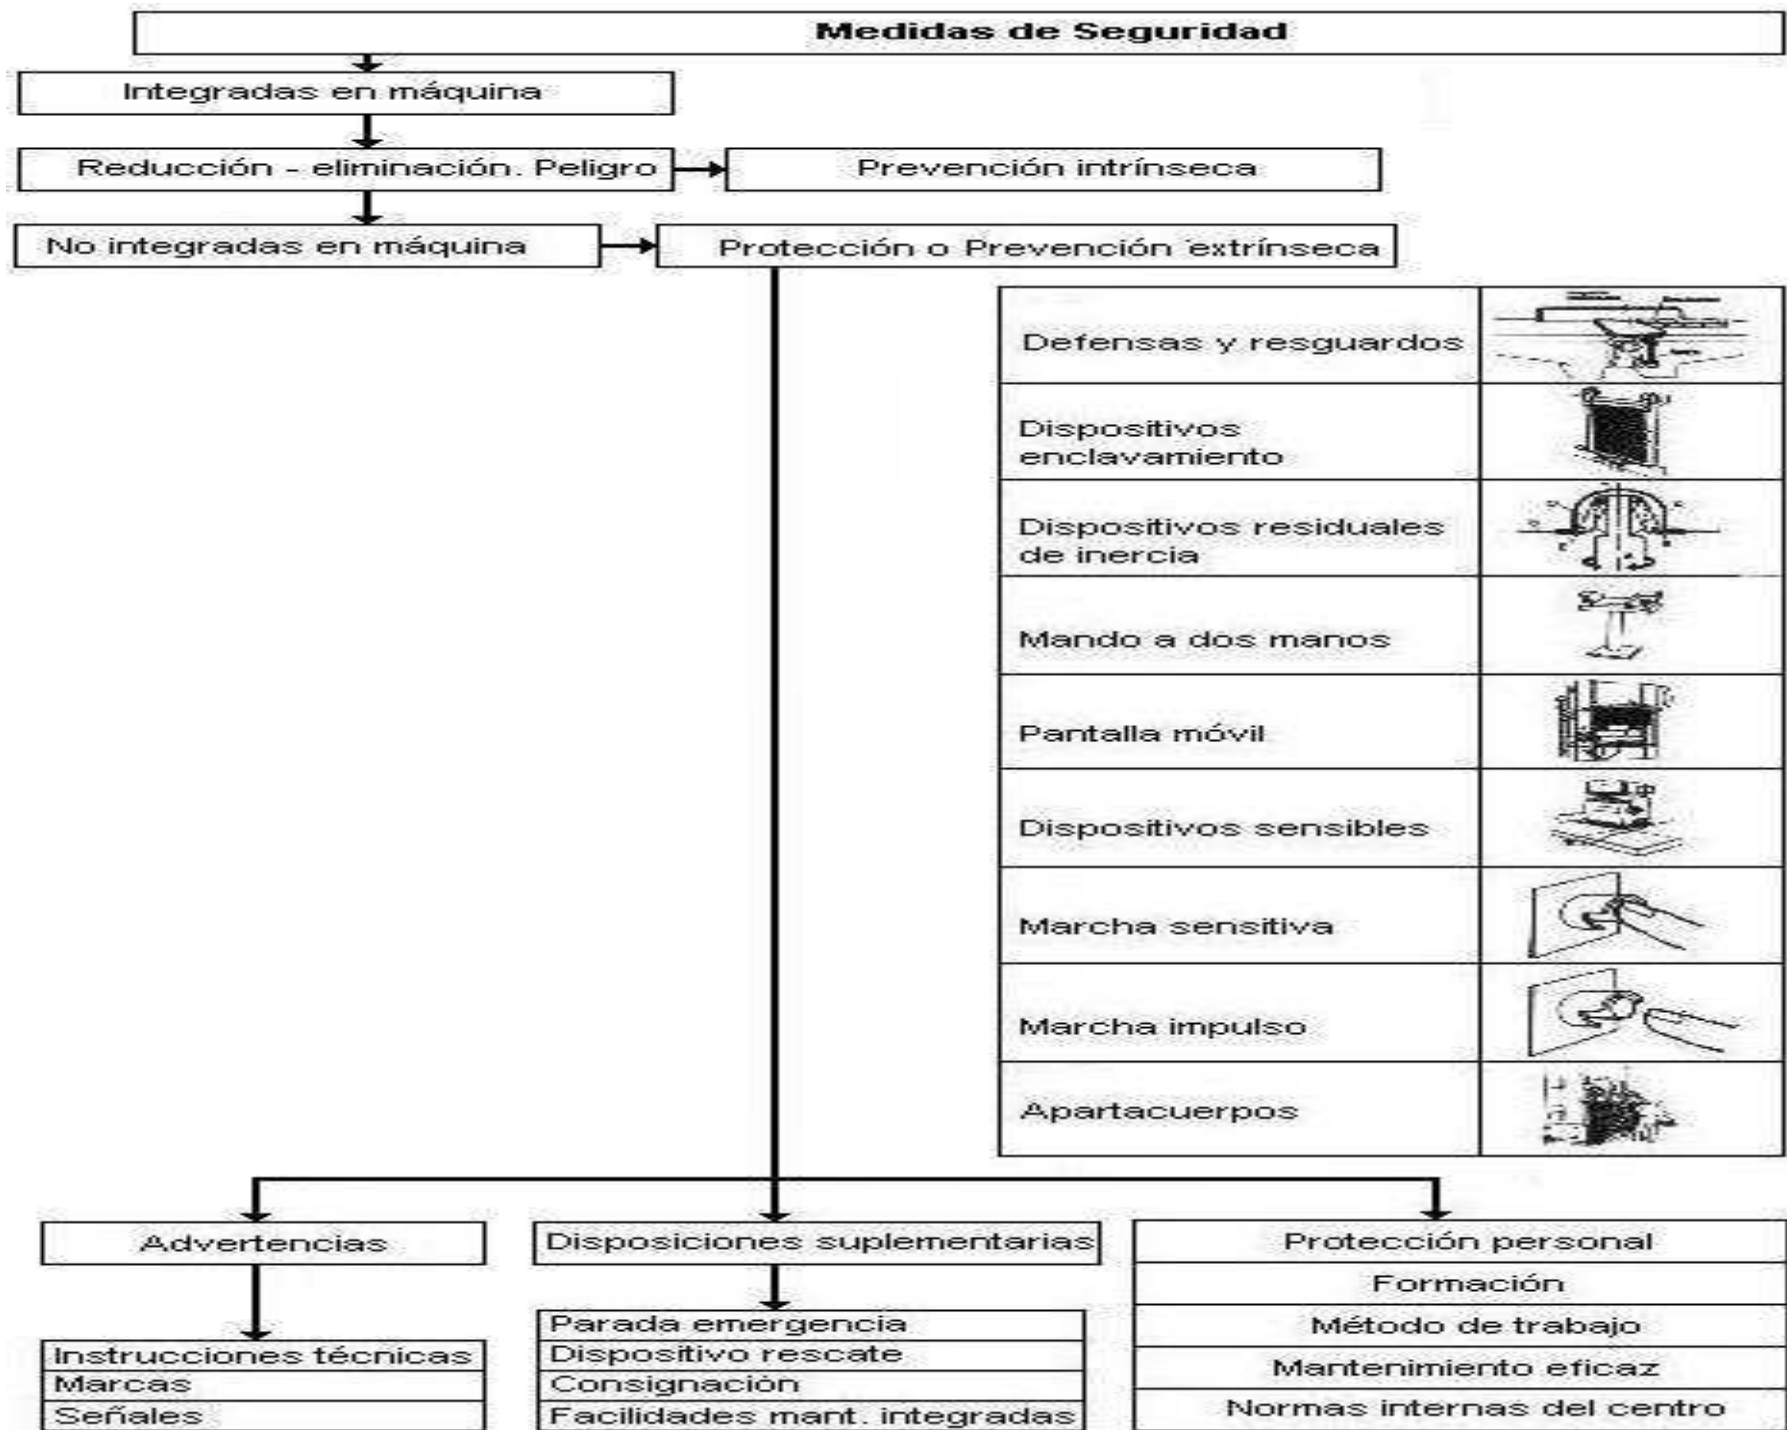 Medidas de Seguridad
Integradas en máquina
Reducción - eliminación. Peligro
Prevención intrínseca
No integradas en máquina
Protección o Prevención extrínseca
Defensas y resguardos
Dispositivos
enclavamiento
Dispositivos residuales
de inercia
Mando a dos manos
Pantalla móvil
Dispositivos sensibles
Marcha sensitiva
Marcha impulso
Apartacuerpos
Advertencias
Instrucciones técnicas
Marcas
Señales
Disposiciones suplementarias
Parada emergencia
Dispositivo rescate
Consignación
Facilidades mant. integradas
Protección personal
Formación
Método de trabajo
Mantenimiento eficaz
Normas internas del centro